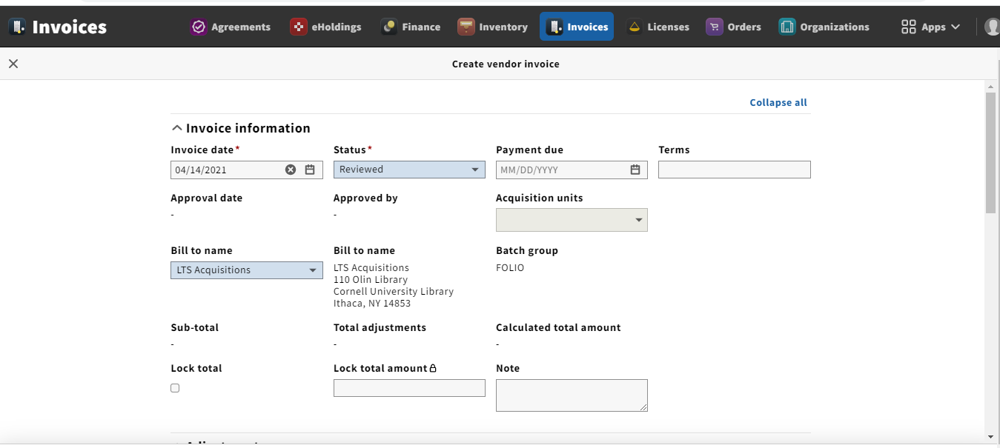 Invoices
Agreements eHoldings Finance Inventory Invoices Licenses Orders Organizations Apps
Create vendor invoice
Collapse all
Invoice information
Invoice date* Status* Payment due Terms
04/14/2021 Reviewed MM/DD/YYYY
Approval date Approved by Acquisition units
- -
Bill to name Bill to name Batch group
LTS Acquisitions LTS Acquisitions FOLIO
110 Olin Library
Cornell University Library
Ithaca, NY 14853
Sub-total Total adjustments Calculated total amount
- - -
Lock total Lock total amount Note